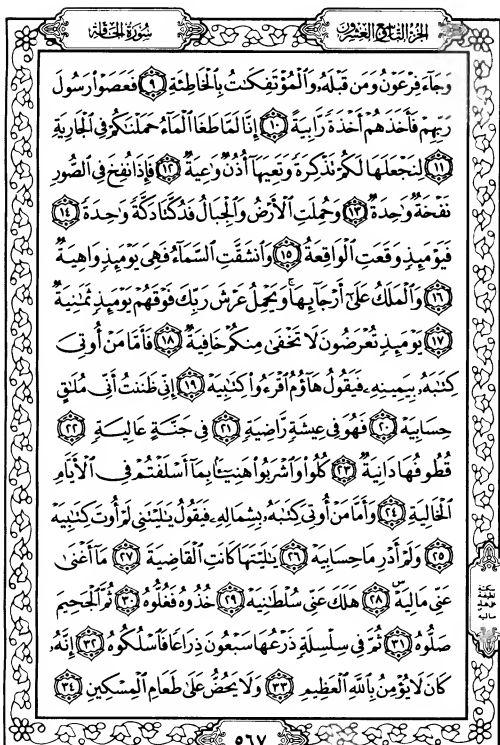 الجزء التاسع والعشرون
سورة الحاقة
وَجَآءَ فِرْعَوْنُ وَمَن قَبْلَهُۥ وَٱلْمُؤْتَفِكَٰتُ بِٱلْخَاطِئَةِ ٩ فَعَصَوْا۟ رَسُولَ
رَبِّهِمْ فَأَخَذَهُمْ أَخْذَةً رَّابِيَةً ١٠ إِنَّا لَمَّا طَغَا ٱلْمَآءُ حَمَلْنَٰكُمْ فِى ٱلْجَارِيَةِ
١١ لِنَجْعَلَهَا لَكُمْ تَذْكِرَةً وَتَعِيَهَآ أُذُنٌ وَٰعِيَةٌ ١٢ فَإِذَا نُفِخَ فِى ٱلصُّورِ
نَفْخَةٌ وَٰحِدَةٌ ١٣ وَحُمِلَتِ ٱلْأَرْضُ وَٱلْجِبَالُ فَدُكَّتَا دَكَّةً وَٰحِدَةً ١٤
فَيَوْمَئِذٍ وَقَعَتِ ٱلْوَاقِعَةُ ١٥ وَٱنشَقَّتِ ٱلسَّمَآءُ فَهِىَ يَوْمَئِذٍ وَاهِيَةٌ
١٦ وَٱلْمَلَكُ عَلَىٰٓ أَرْجَآئِهَا ۚ وَيَحْمِلُ عَرْشَ رَبِّكَ فَوْقَهُمْ يَوْمَئِذٍ ثَمَٰنِيَةٌ
١٧ يَوْمَئِذٍ تُعْرَضُونَ لَا تَخْفَىٰ مِنكُمْ خَافِيَةٌ ١٨ فَأَمَّا مَنْ أُوتِىَ
كِتَٰبَهُۥ بِيَمِينِهِۦ فَيَقُولُ هَآؤُمُ ٱقْرَءُوا۟ كِتَٰبِيَهْ ١٩ إِنِّى ظَنَنتُ أَنِّى مُلَٰقٍ
حِسَابِيَهْ ٢٠ فَهُوَ فِى عِيشَةٍ رَّاضِيَةٍ ٢١ فِى جَنَّةٍ عَالِيَةٍ ٢٢
قُطُوفُهَا دَانِيَةٌ ٢٣ كُلُوا۟ وَٱشْرَبُوا۟ هَنِيٓـًٔۢا بِمَآ أَسْلَفْتُمْ فِى ٱلْأَيَّامِ
ٱلْخَالِيَةِ ٢٤ وَأَمَّا مَنْ أُوتِىَ كِتَٰبَهُۥ بِشِمَالِهِۦ فَيَقُولُ يَٰلَيْتَنِى لَمْ أُوتَ كِتَٰبِيَهْ
٢٥ وَلَمْ أَدْرِ مَا حِسَابِيَهْ ٢٦ يَٰلَيْتَهَا كَانَتِ ٱلْقَاضِيَةَ ٢٧ مَآ أَغْنَىٰ
عَنِّى مَالِيَهْ ۜ ٢٨ هَلَكَ عَنِّى سُلْطَٰنِيَهْ ٢٩ خُذُوهُ فَغُلُّوهُ ٣٠ ثُمَّ ٱلْجَحِيمَ
صَلُّوهُ ٣١ ثُمَّ فِى سِلْسِلَةٍ ذَرْعُهَا سَبْعُونَ ذِرَاعًا فَٱسْلُكُوهُ ٣٢ إِنَّهُۥ
كَانَ لَا يُؤْمِنُ بِٱللَّهِ ٱلْعَظِيمِ ٣٣ وَلَا يَحُضُّ عَلَىٰ طَعَامِ ٱلْمِسْكِينِ ٣٤
٥٦٧